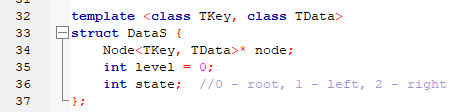 32 template <class TKey, class TData>
33 struct DataS {
34 Node<TKey, TData>* node;
35 int level = 0;
36 int state; //0 - root, 1 - left, 2 - right
37 };